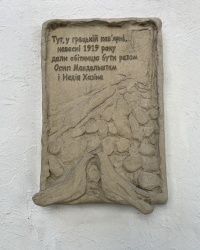 Тут, у грецькій кав'ярні,
навесні 1919 року
дали обітницю бути разом
Осип Мандельштам
і Надія Хазіна